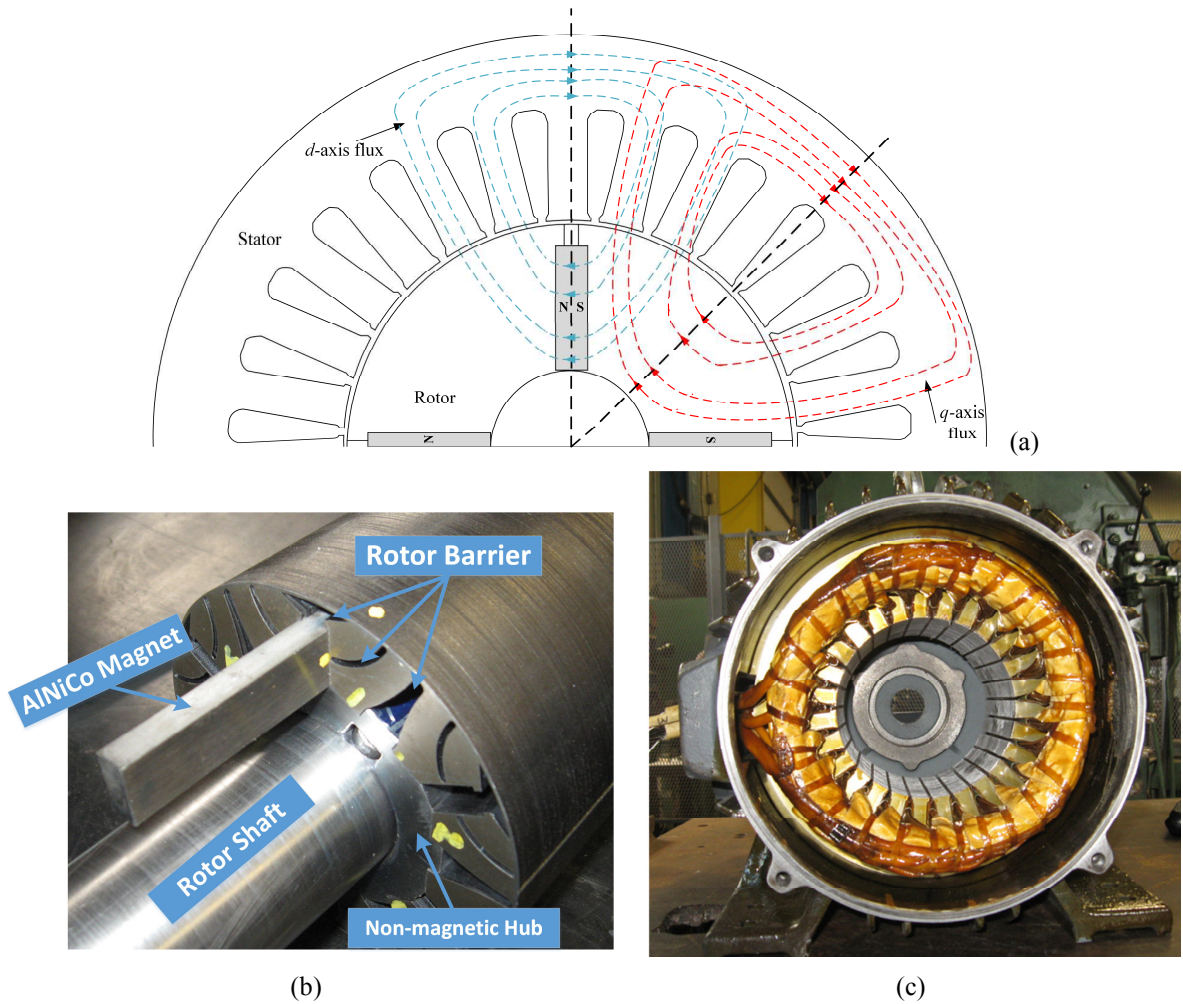 d-axis flux
Stator
N S
Rotor
N
S
q-axis
flux
(a)
Rotor Barrier
AlNiCo Magnet
Rotor Shaft
Non-magnetic Hub
(b)
(c)